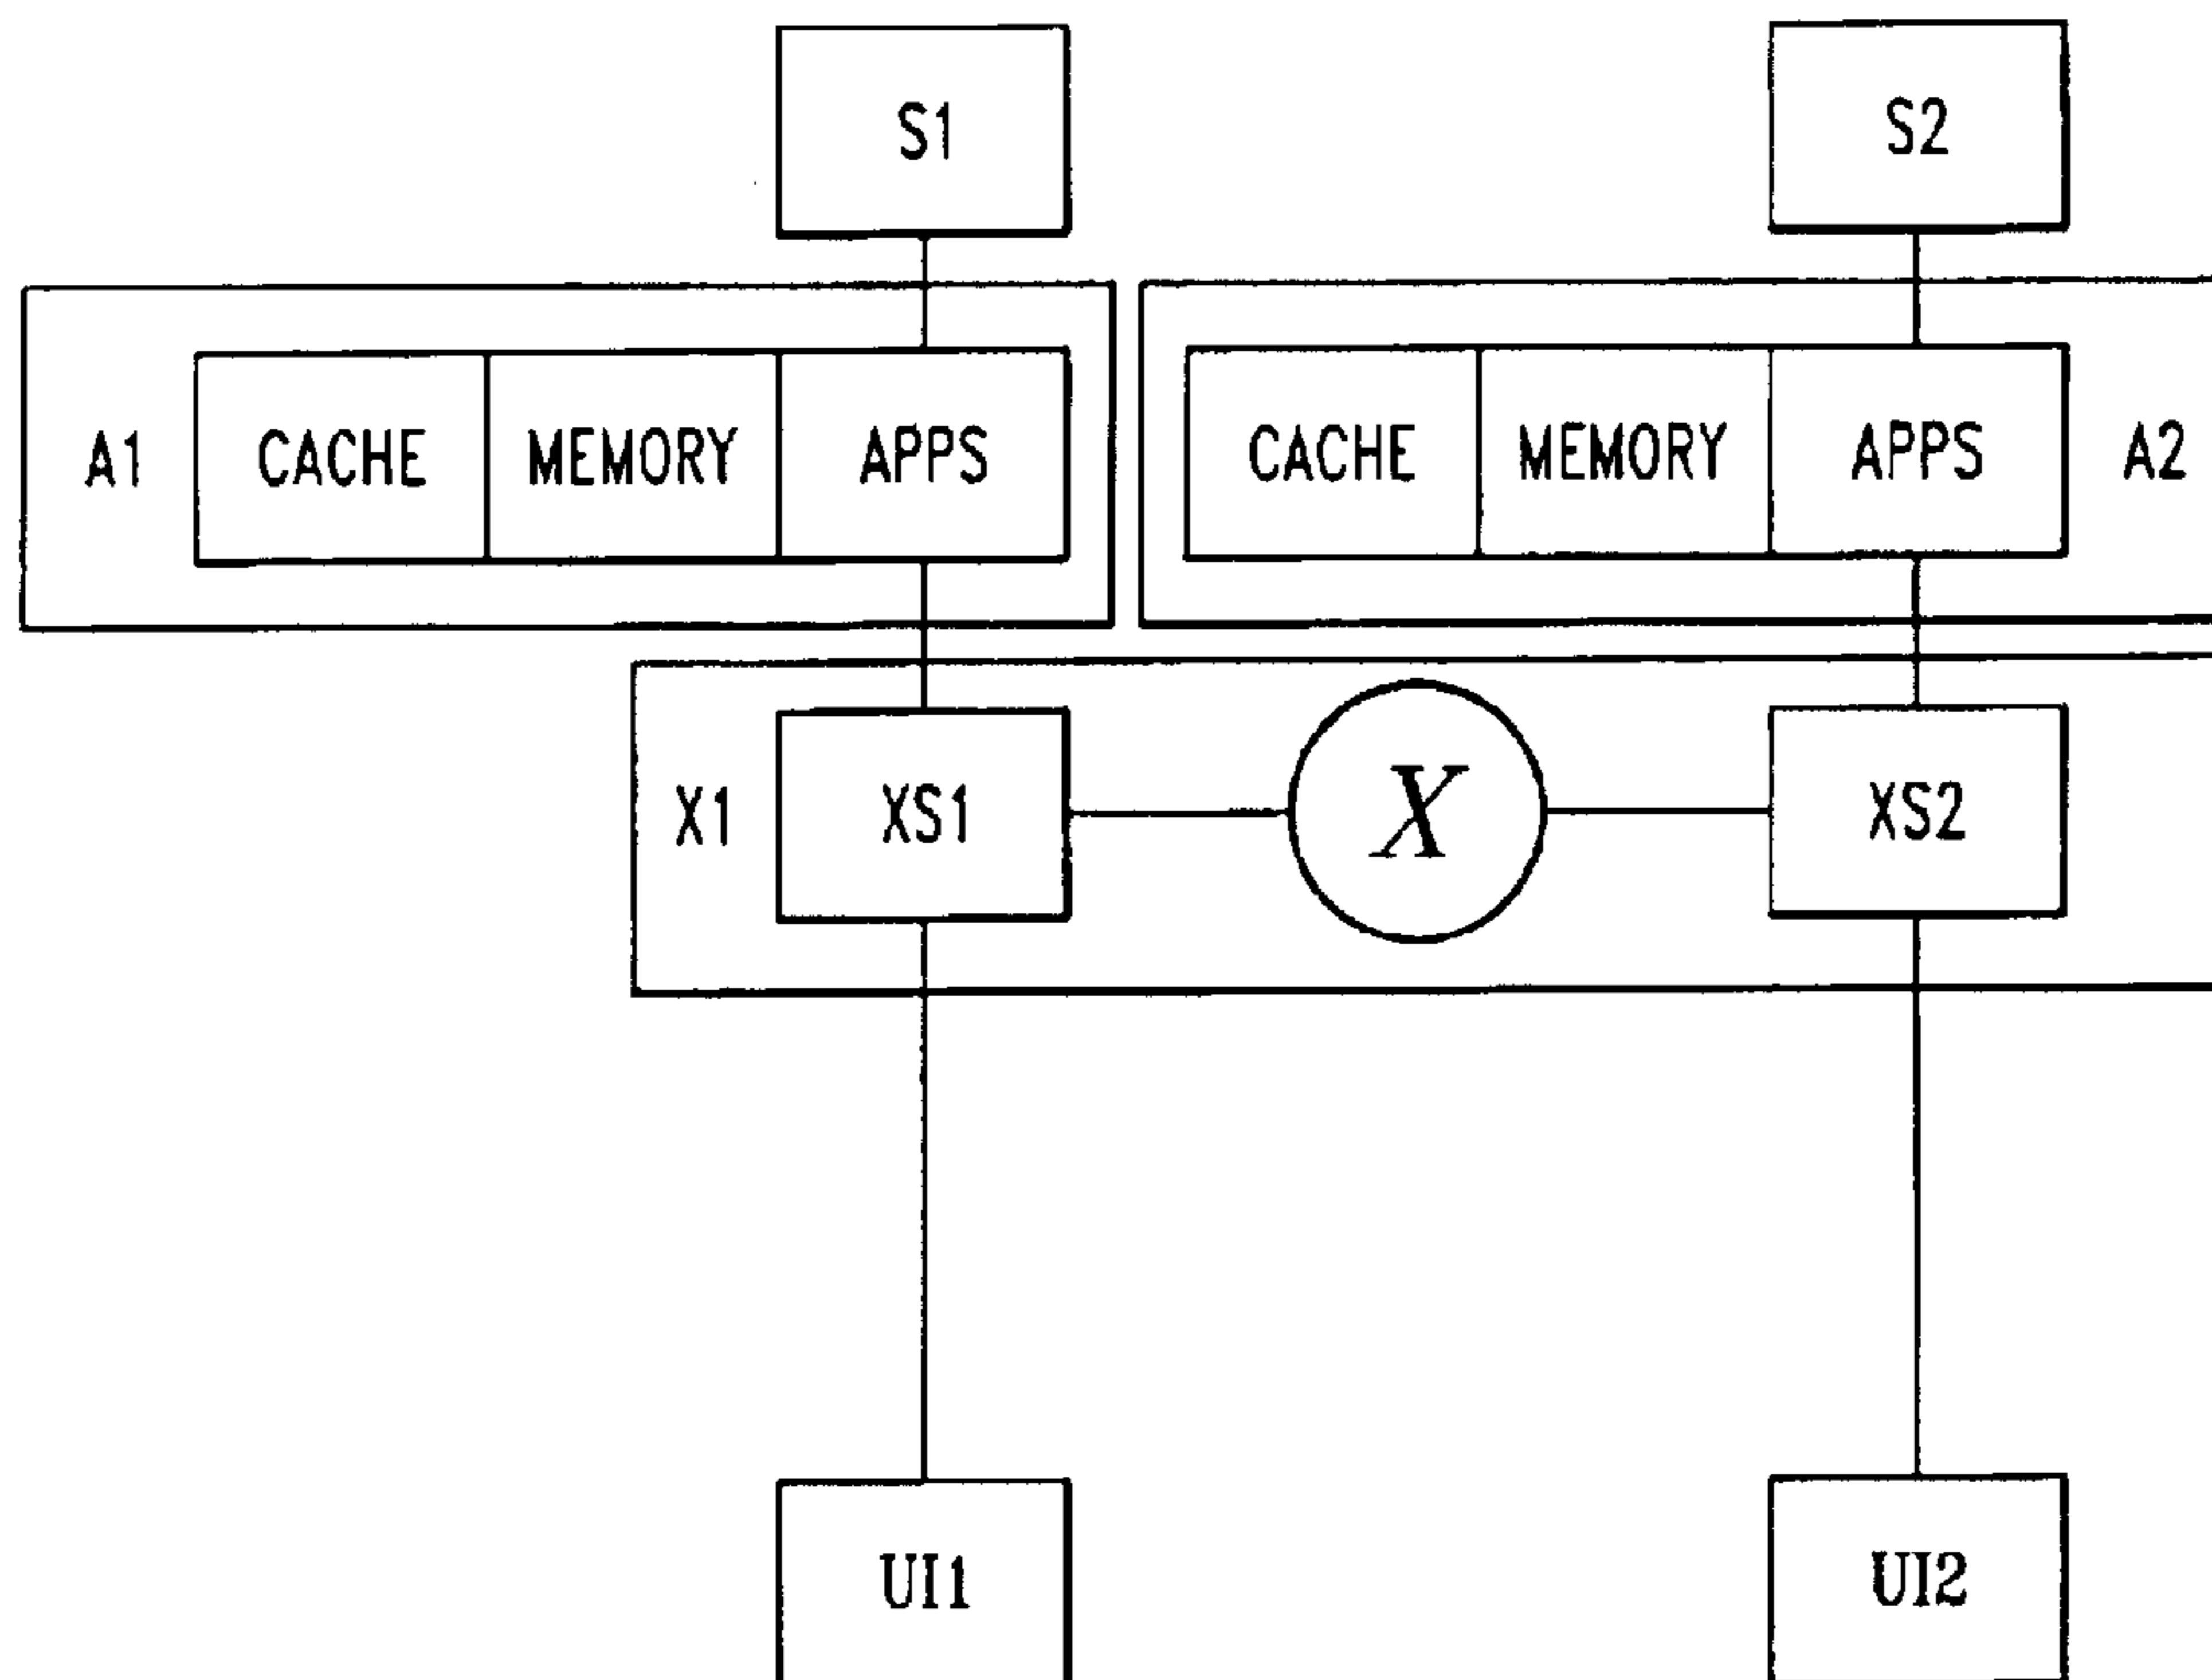 S1 S2
A1 CACHE MEMORY APPS CACHE MEMORY APPS A2
X1 XS1 X XS2
UI1 UI2